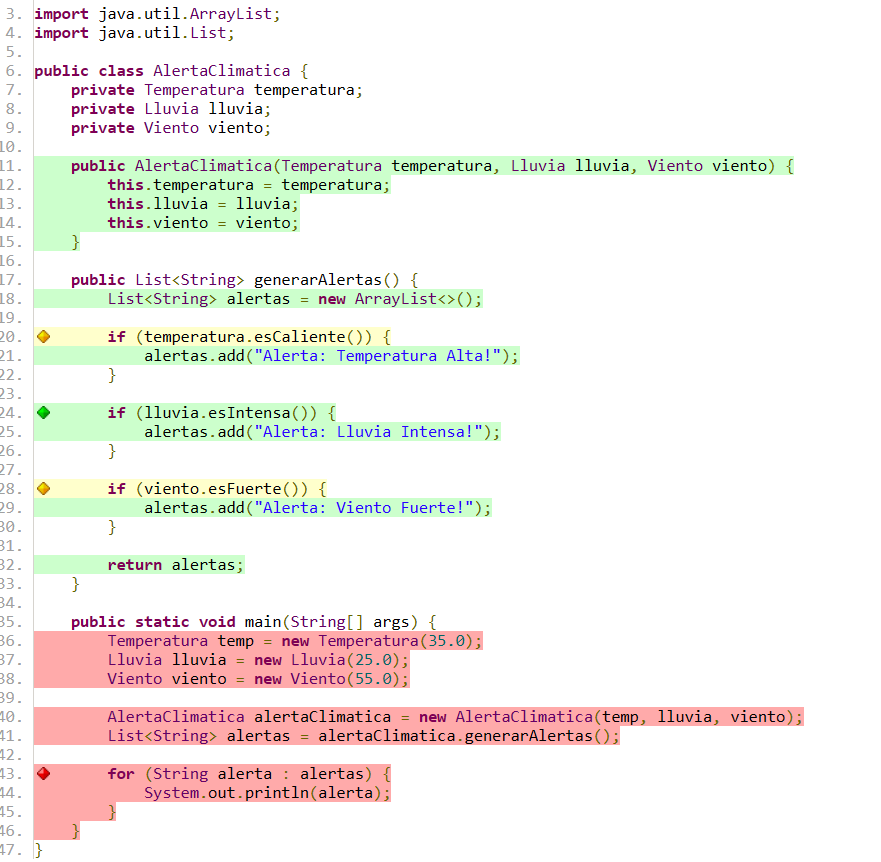 3. import java.util.ArrayList;
4. import java.util.List;
5.
6. public class AlertaClimatica {
7.     private Temperatura temperatura;
8.     private Lluvia lluvia;
9.     private Viento viento;
10.
11.     public AlertaClimatica(Temperatura temperatura, Lluvia lluvia, Viento viento) {
12.         this.temperatura = temperatura;
13.         this.lluvia = lluvia;
14.         this.viento = viento;
15.     }
16.
17.     public List<String> generarAlertas() {
18.         List<String> alertas = new ArrayList<>();
19.
20.         if (temperatura.esCaliente()) {
21.             alertas.add("Alerta: Temperatura Alta!");
22.         }
23.
24.         if (lluvia.esIntensa()) {
25.             alertas.add("Alerta: Lluvia Intensa!");
26.         }
27.
28.         if (viento.esFuerte()) {
29.             alertas.add("Alerta: Viento Fuerte!");
30.         }
31.
32.         return alertas;
33.     }
34.
35.     public static void main(String[] args) {
36.         Temperatura temp = new Temperatura(35.0);
37.         Lluvia lluvia = new Lluvia(25.0);
38.         Viento viento = new Viento(55.0);
39.
40.         AlertaClimatica alertaClimatica = new AlertaClimatica(temp, lluvia, viento);
41.         List<String> alertas = alertaClimatica.generarAlertas();
42.
43.         for (String alerta : alertas) {
44.             System.out.println(alerta);
45.         }
46.     }
47. }